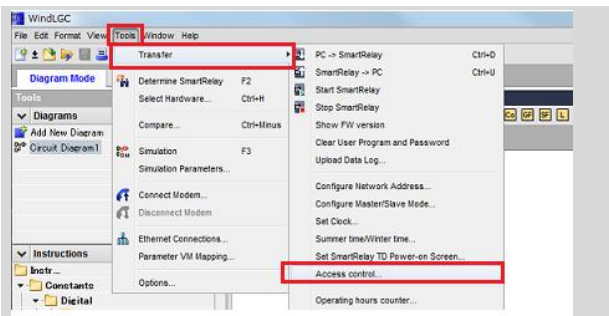 WindLGC
File Edit Format View Tools Window Help
Diagram Mode
Tools
Diagrams
Add New Diagram
Circuit Diagram1
Instructions
Instr...
Constants
Digital
Transfer
Determine SmartRelay F2
Select Hardware... Ctrl+H
Compare... Ctrl+Minus
Simulation F3
Simulation Parameters...
Connect Modem...
Disconnect Modem
Ethernet Connections...
Parameter VM Mapping...
Options...
PC -> SmartRelay Ctrl+D
SmartRelay -> PC Ctrl+U
Start SmartRelay
Stop SmartRelay
Show FW version
Clear User Program and Password
Upload Data Log...
Configure Network Address...
Configure Master/Slave Mode...
Set Clock...
Summer time/Winter time...
Set SmartRelay TD Power-on Screen...
Access control...
Operating hours counter...
Co GF SF L